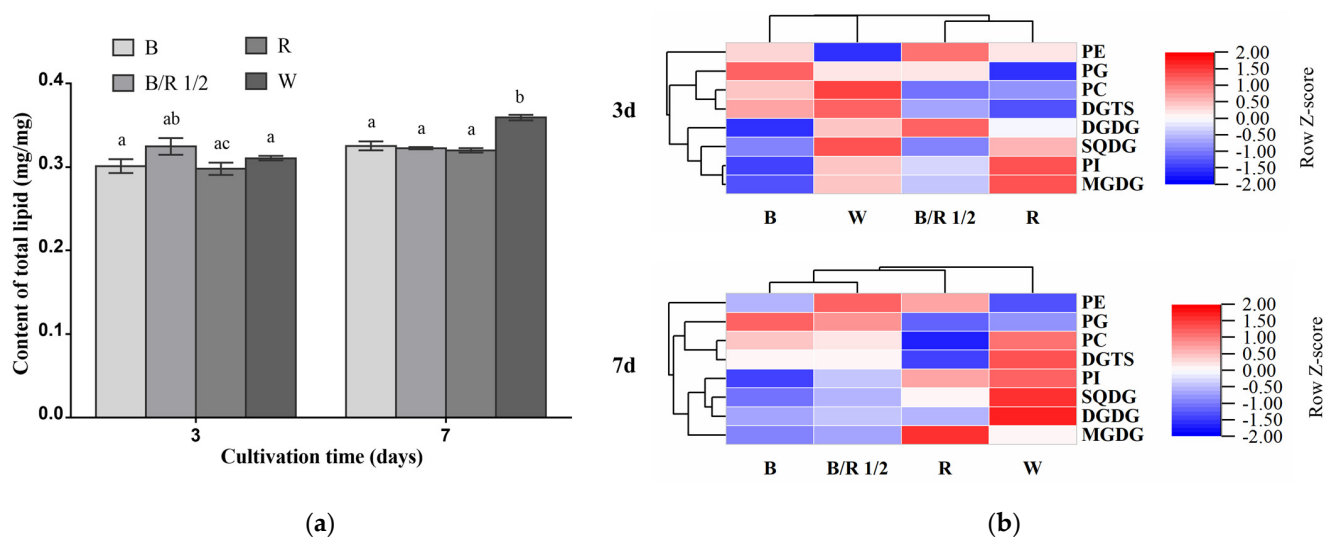 (a)
B
R
B/R 1/2
W
Content of total lipid (mg/mg)
0.4
0.3
0.2
0.1
0.0
a
ab
ac
a
a
a
a
b
3
7
Cultivation time (days)
(b)
3d
PE
PG
PC
DGTS
DGDG
SQDG
PI
MGDG
B
W
B/R 1/2
R
2.00
1.50
1.00
0.50
0.00
-0.50
-1.00
-1.50
-2.00
Row Z-score
7d
PE
PG
PC
DGTS
PI
SQDG
DGDG
MGDG
B
B/R 1/2
R
W
2.00
1.50
1.00
0.50
0.00
-0.50
-1.00
-1.50
-2.00
Row Z-score
(a)
(b)